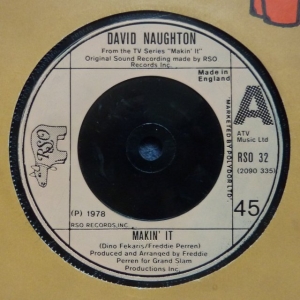 DAVID NAUGHTON
From the TV Series "Makin' It"
Original Sound Recording made by RSO
Records Inc.
Made in
England
A
ATV
Music Ltd
RSO 32
(2090 335)
MARKETED BY POLYDOR LTD
RSO
45
(P) 1978
RSO RECORDS, INC.
MAKIN' IT
(Dino Fekaris/Freddie Perren)
Produced and Arranged by Freddie
Perren for Grand Slam
Productions Inc.